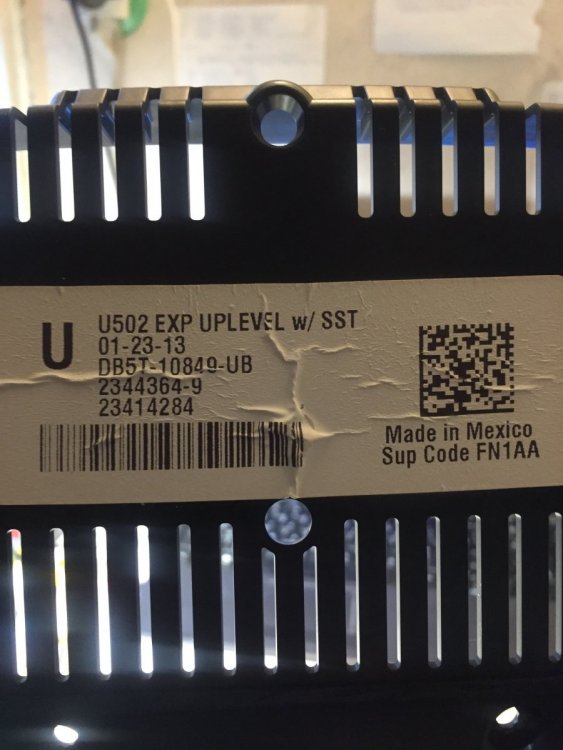 U
U502 EXP UPLEVEL w/ SST
01-23-13
DB5T-10849-UB
2344364-9
23414284
Made in Mexico
Sup Code FN1AA